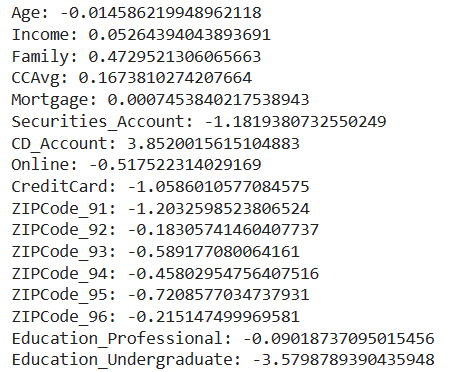 Age: -0.014586219948962118
Income: 0.05264394043893691
Family: 0.4729521306065663
CCAvg: 0.1673810274207664
Mortgage: 0.0007453840217538943
Securities_Account: -1.1819380732550249
CD_Account: 3.8520015615104883
Online: -0.517522314029169
CreditCard: -1.0586010577084575
ZIPCode_91: -1.2032598523806524
ZIPCode_92: -0.18305741460407737
ZIPCode_93: -0.589177080064161
ZIPCode_94: -0.45802954756407516
ZIPCode_95: -0.7208577034737931
ZIPCode_96: -0.215147499969581
Education_Professional: -0.09018737095015456
Education_Undergraduate: -3.5798789390435948